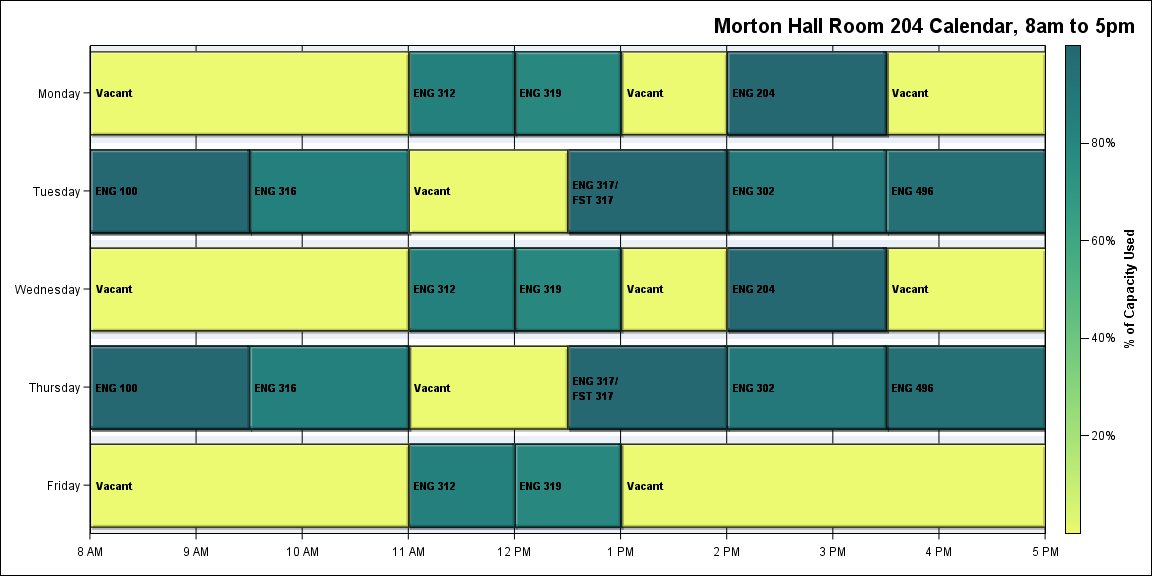 Morton Hall Room 204 Calendar, 8am to 5pm
Monday
Vacant
ENG 312
ENG 319
Vacant
ENG 204
Vacant
Tuesday
ENG 100
ENG 316
Vacant
ENG 317/
FST 317
ENG 302
ENG 496
Wednesday
Vacant
ENG 312
ENG 319
Vacant
ENG 204
Vacant
Thursday
ENG 100
ENG 316
Vacant
ENG 317/
FST 317
ENG 302
ENG 496
Friday
Vacant
ENG 312
ENG 319
Vacant
8 AM
9 AM
10 AM
11 AM
12 PM
1 PM
2 PM
3 PM
4 PM
5 PM
80%
60%
40%
20%
% of Capacity Used